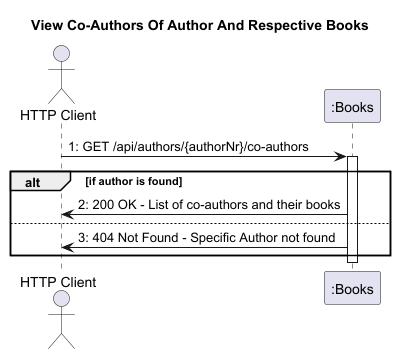 View Co-Authors Of Author And Respective Books
HTTP Client
:Books
1: GET /api/authors/{authorNr}/co-authors
alt [if author is found]
2: 200 OK - List of co-authors and their books
3: 404 Not Found - Specific Author not found
HTTP Client
:Books